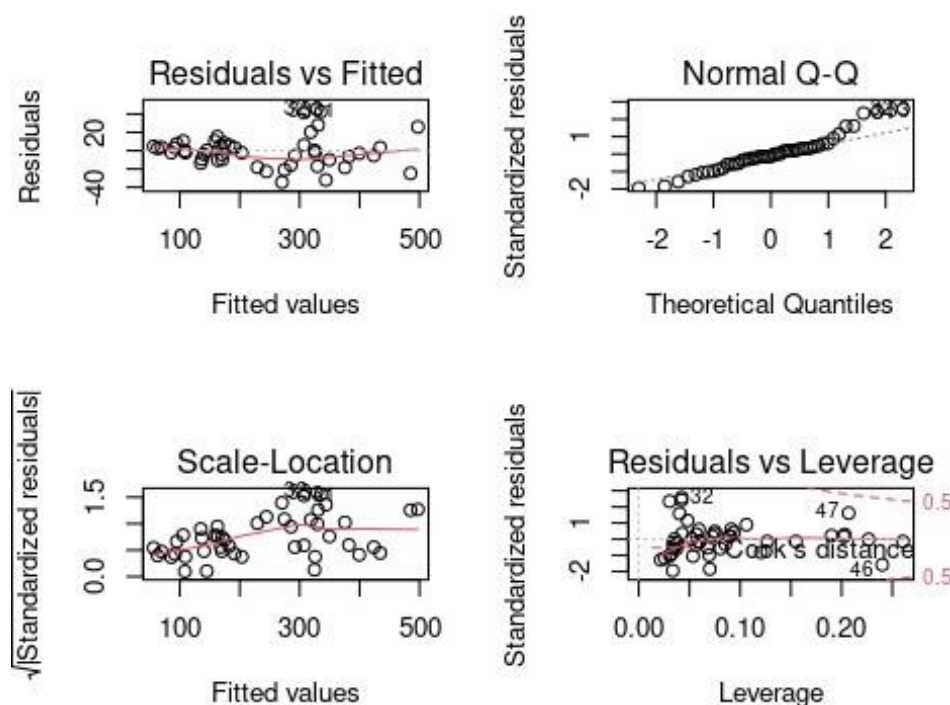 Residuals vs Fitted
Residuals
-40
20
100
300
500
Fitted values
Normal Q-Q
Standardized residuals
-2
1
-2
-1
0
1
2
Theoretical Quantiles
Scale-Location
√|Standardized residuals|
0.0
1.5
100
300
500
Fitted values
Residuals vs Leverage
Standardized residuals
-2
1
32
47
46
Cook's distance
0.5
0.5
0.00
0.10
0.20
Leverage